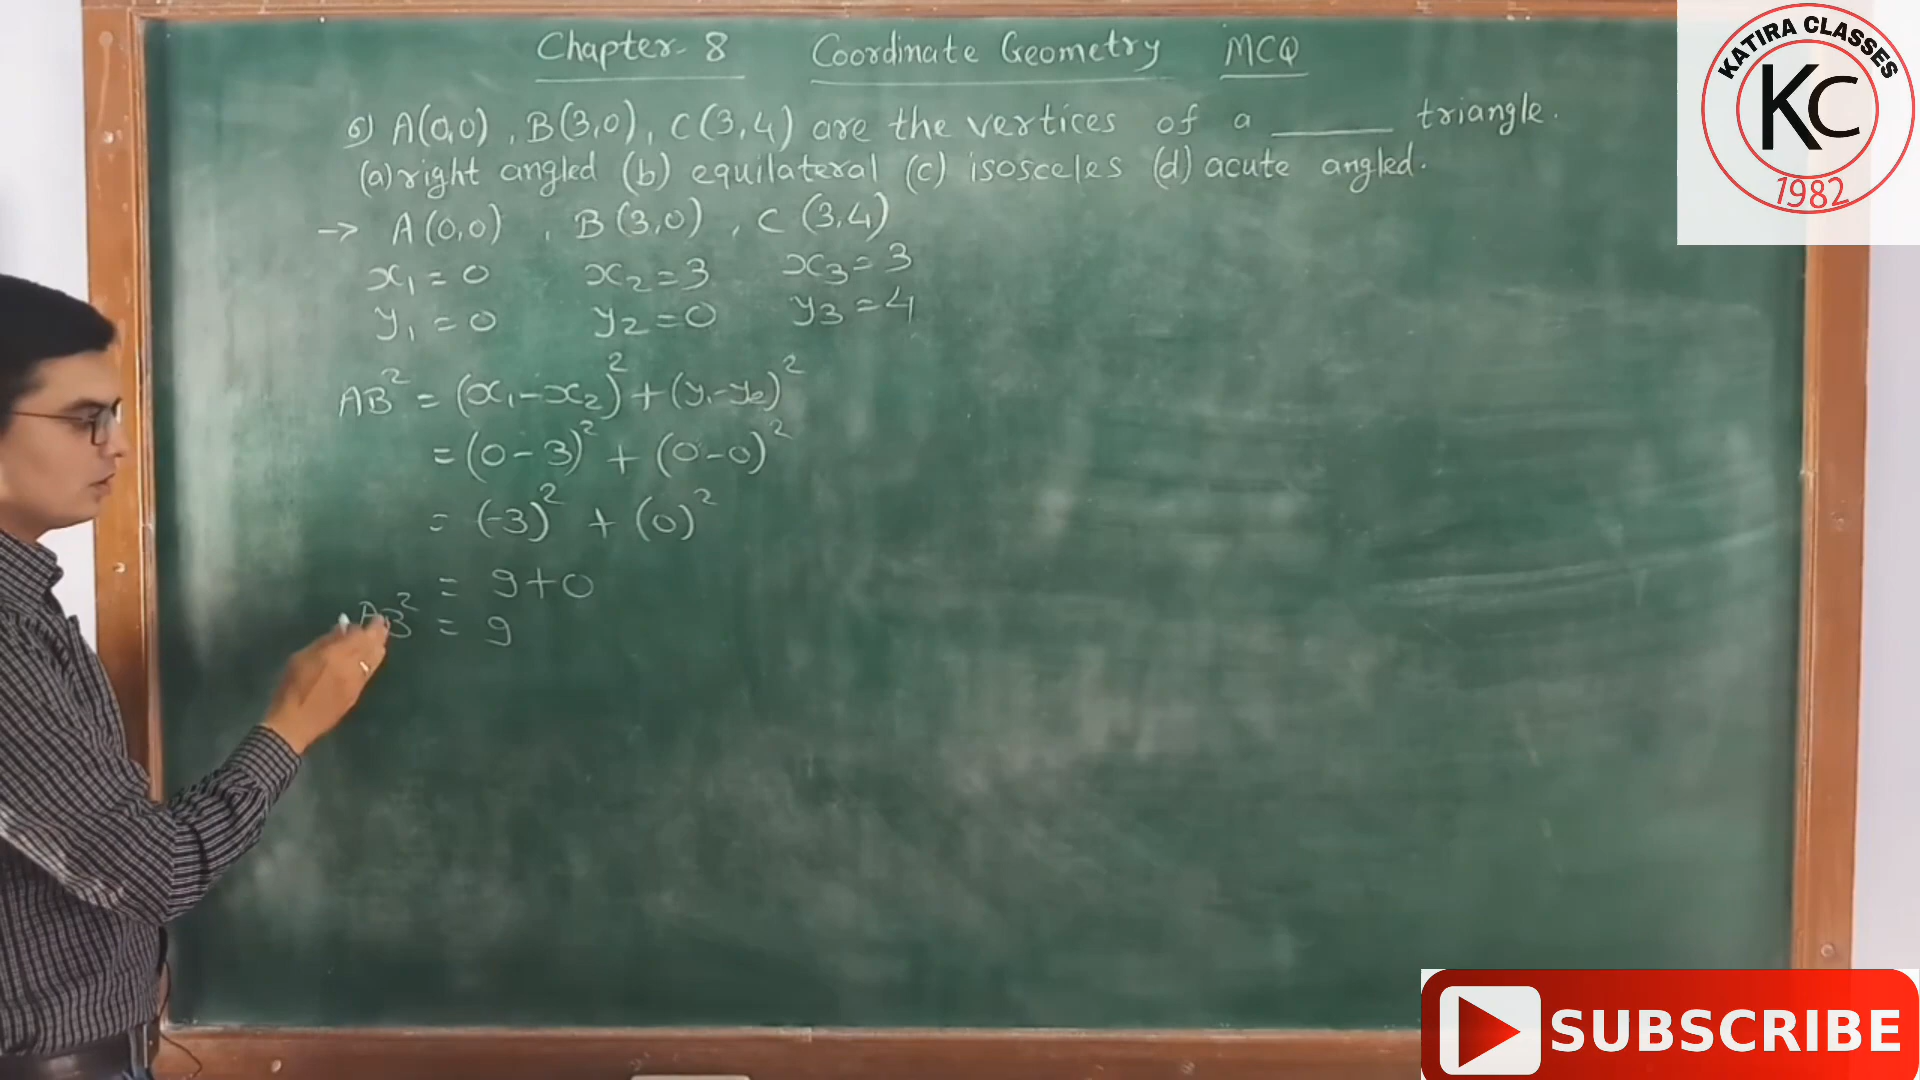 Chapter-8 Coordinate Geometry MCQ
6) A(0,0), B(3,0), C(3,4) are the vertices of a ______ triangle.
(a) right angled (b) equilateral (c) isosceles (d) acute angled.
→ A(0,0), B(3,0), C(3,4)
x₁=0 x₂=3 x₃=3
y₁=0 y₂=0 y₃=4
AB² = (x₁-x₂)²+(y₁-y₂)²
=(0-3)² + (0-0)²
= (-3)² + (0)²
= 9+0
AB² = 9
KATIRA CLASSES
KC
1982
SUBSCRIBE